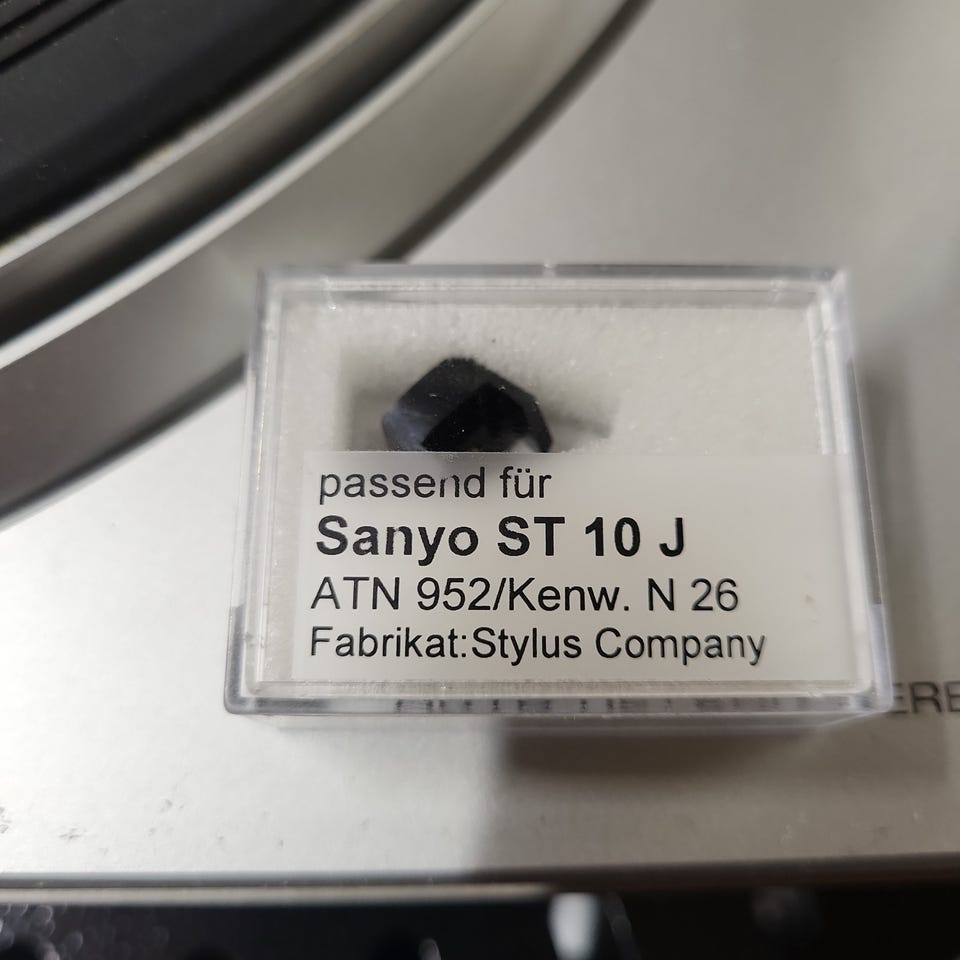 passend für
Sanyo ST 10 J
ATN 952/Kenw. N 26
Fabrikat:Stylus Company